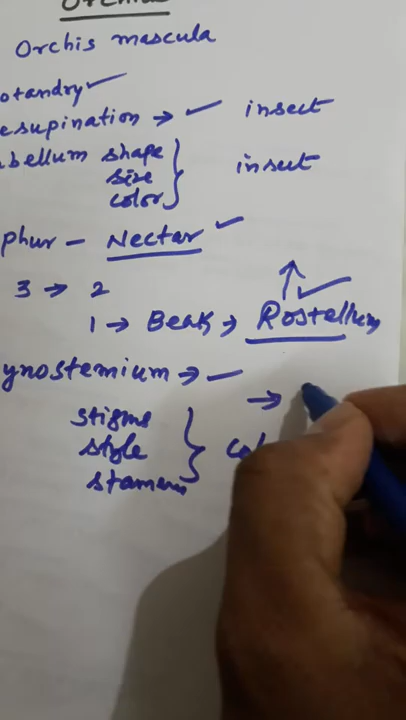 Orchis mascula
otandry ✓
esupination → ✓ insect
bellum shape
size
color } insect
phur - Nectar ✓
3 → 2
1 → Beak → Rostellum
ynostemium → -
→
stigma
style
stamens }